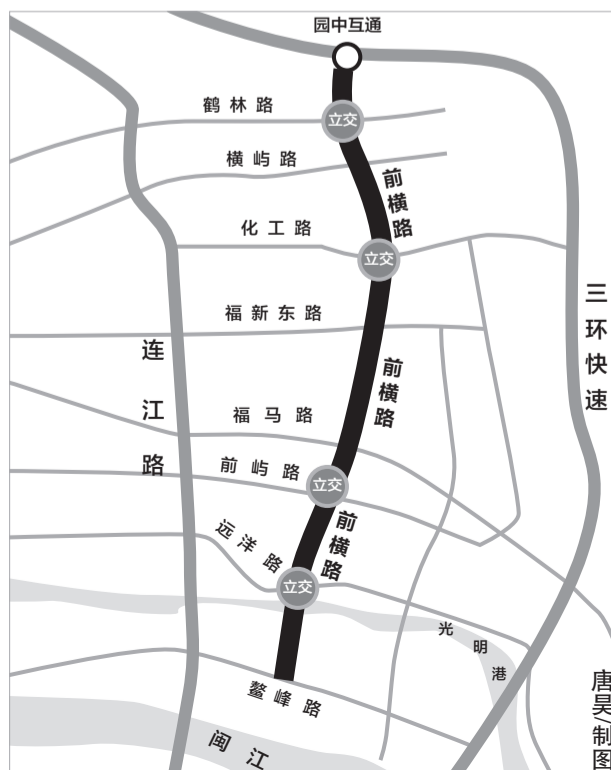 园中互通
鹤林路
立交
横屿路
前横路
化工路
立交
三环快速
福新东路
连江路
前横路
福马路
前屿路
立交
前横路
远洋路
立交
光明港
鳌峰路
闽江
唐昊/制图